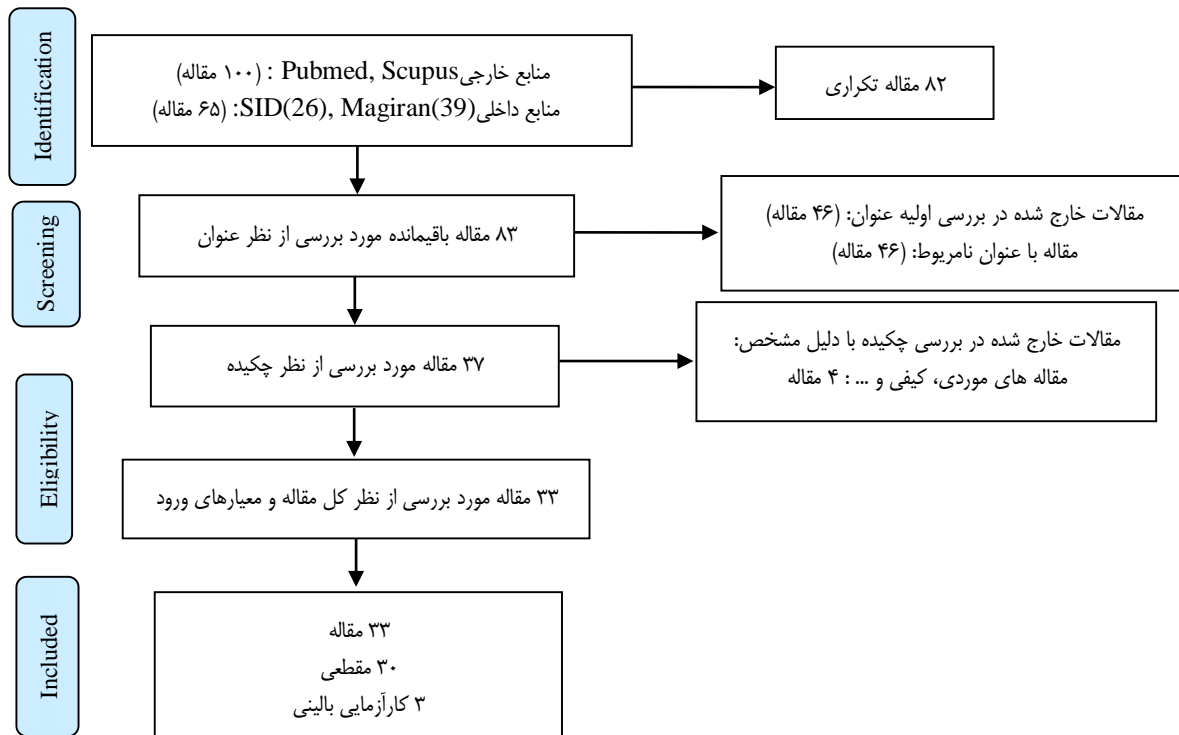 Identification
منابع خارجیPubmed, Scupus : (۱۰۰ مقاله)
منابع داخلیSID(26), Magiran(39): (۶۵ مقاله)
۸۲ مقاله تکراری
Screening
۸۳ مقاله باقیمانده مورد بررسی از نظر عنوان
مقالات خارج شده در بررسی اولیه عنوان: (۴۶ مقاله)
مقاله با عنوان نامربوط: (۴۶ مقاله)
۳۷ مقاله مورد بررسی از نظر چکیده
مقالات خارج شده در بررسی چکیده با دلیل مشخص:
مقاله های موردی، کیفی و ... : ۴ مقاله
Eligibility
۳۳ مقاله مورد بررسی از نظر کل مقاله و معیارهای ورود
Included
۳۳ مقاله
۳۰ مقطعی
۳ کارآزمایی بالینی